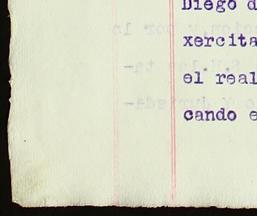 Diego d
xercita
el real
cando e